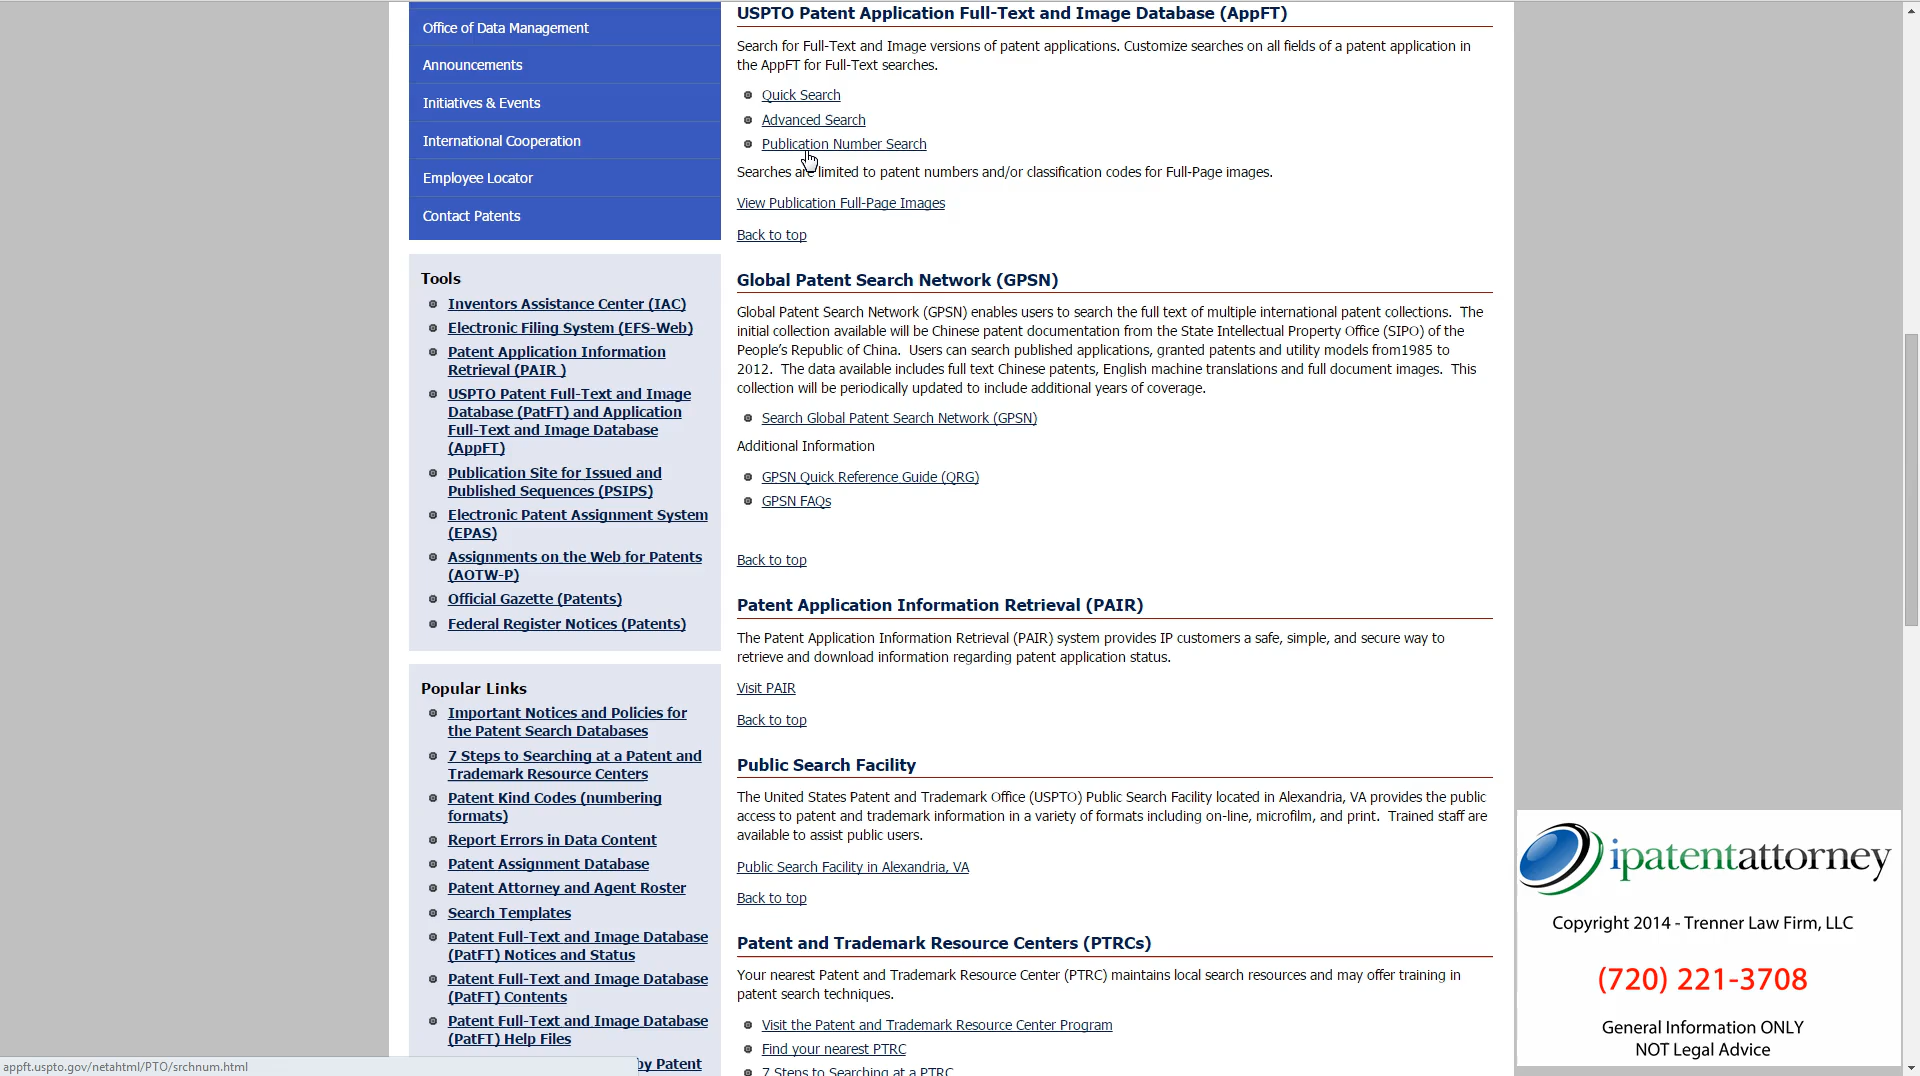 Office of Data Management
Announcements
Initiatives & Events
International Cooperation
Employee Locator
Contact Patents
Tools
Inventors Assistance Center (IAC)
Electronic Filing System (EFS-Web)
Patent Application Information
Retrieval (PAIR )
USPTO Patent Full-Text and Image
Database (PatFT) and Application
Full-Text and Image Database
(AppFT)
Publication Site for Issued and
Published Sequences (PSIPS)
Electronic Patent Assignment System
(EPAS)
Assignments on the Web for Patents
(AOTW-P)
Official Gazette (Patents)
Federal Register Notices (Patents)
Popular Links
Important Notices and Policies for
the Patent Search Databases
7 Steps to Searching at a Patent and
Trademark Resource Centers
Patent Kind Codes (numbering
formats)
Report Errors in Data Content
Patent Assignment Database
Patent Attorney and Agent Roster
Search Templates
Patent Full-Text and Image Database
(PatFT) Notices and Status
Patent Full-Text and Image Database
(PatFT) Contents
Patent Full-Text and Image Database
(PatFT) Help Files
by Patent
USPTO Patent Application Full-Text and Image Database (AppFT)
Search for Full-Text and Image versions of patent applications. Customize searches on all fields of a patent application in
the AppFT for Full-Text searches.
Quick Search
Advanced Search
Publication Number Search
Searches are limited to patent numbers and/or classification codes for Full-Page images.
View Publication Full-Page Images
Back to top
Global Patent Search Network (GPSN)
Global Patent Search Network (GPSN) enables users to search the full text of multiple international patent collections. The
initial collection available will be Chinese patent documentation from the State Intellectual Property Office (SIPO) of the
People's Republic of China. Users can search published applications, granted patents and utility models from1985 to
2012. The data available includes full text Chinese patents, English machine translations and full document images. This
collection will be periodically updated to include additional years of coverage.
Search Global Patent Search Network (GPSN)
Additional Information
GPSN Quick Reference Guide (QRG)
GPSN FAQs
Back to top
Patent Application Information Retrieval (PAIR)
The Patent Application Information Retrieval (PAIR) system provides IP customers a safe, simple, and secure way to
retrieve and download information regarding patent application status.
Visit PAIR
Back to top
Public Search Facility
The United States Patent and Trademark Office (USPTO) Public Search Facility located in Alexandria, VA provides the public
access to patent and trademark information in a variety of formats including on-line, microfilm, and print. Trained staff are
available to assist public users.
Public Search Facility in Alexandria, VA
Back to top
Patent and Trademark Resource Centers (PTRCs)
Your nearest Patent and Trademark Resource Center (PTRC) maintains local search resources and may offer training in
patent search techniques.
Visit the Patent and Trademark Resource Center Program
Find your nearest PTRC
7 Steps to Searching at a PTRC
ipatentattorney
Copyright 2014 - Trenner Law Firm, LLC
(720) 221-3708
General Information ONLY
NOT Legal Advice
appft.uspto.gov/netahtml/PTO/srchnum.html